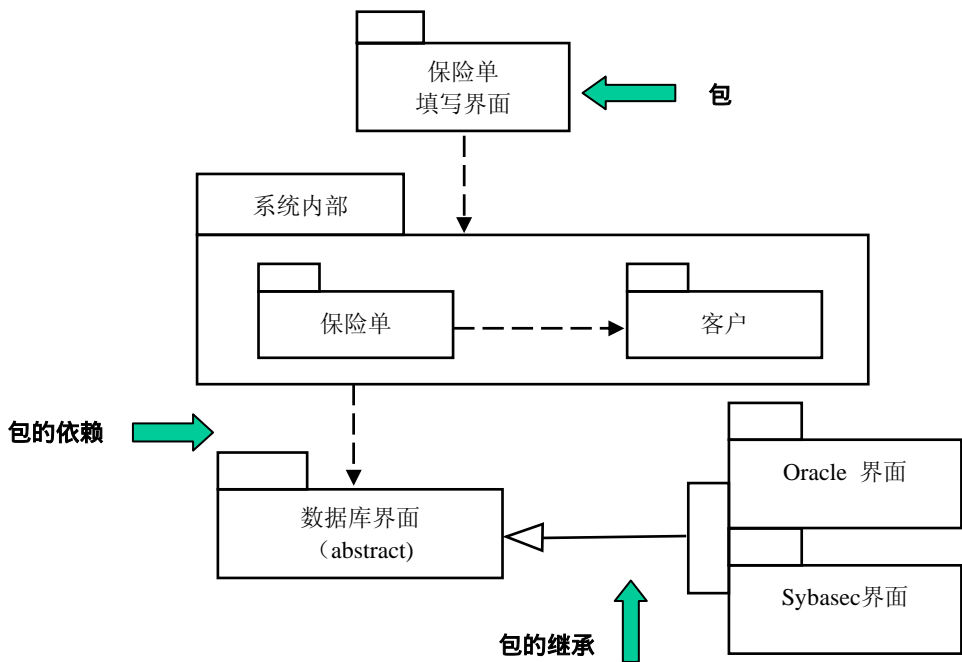 保险单
填写界面
包
系统内部
保险单
客户
包的依赖
Oracle 界面
数据库界面
（abstract)
Sybasec界面
包的继承